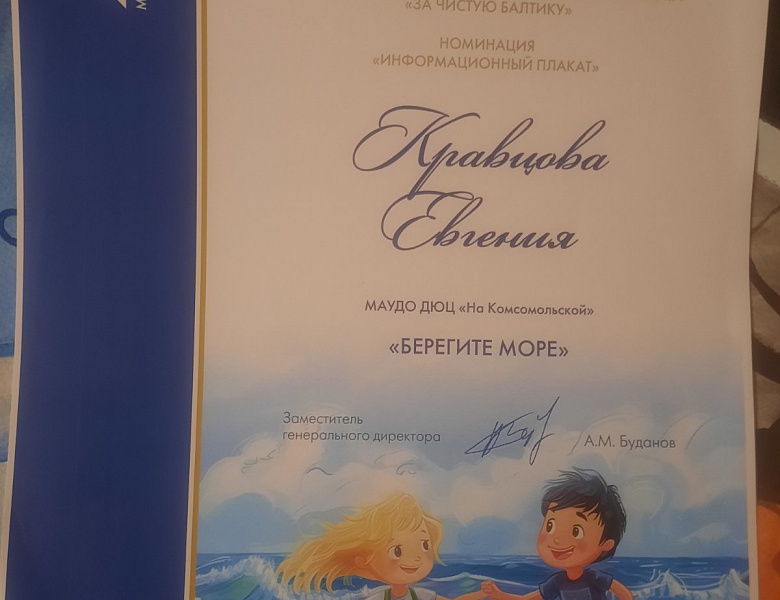 «ЗА ЧИСТУЮ БАЛТИКУ»
НОМИНАЦИЯ
«ИНФОРМАЦИОННЫЙ ПЛАКАТ»
Кравцова
Евгения
МАУДО ДЮЦ «На Комсомольской»
«БЕРЕГИТЕ МОРЕ»
Заместитель
генерального директора
А.М. Буданов